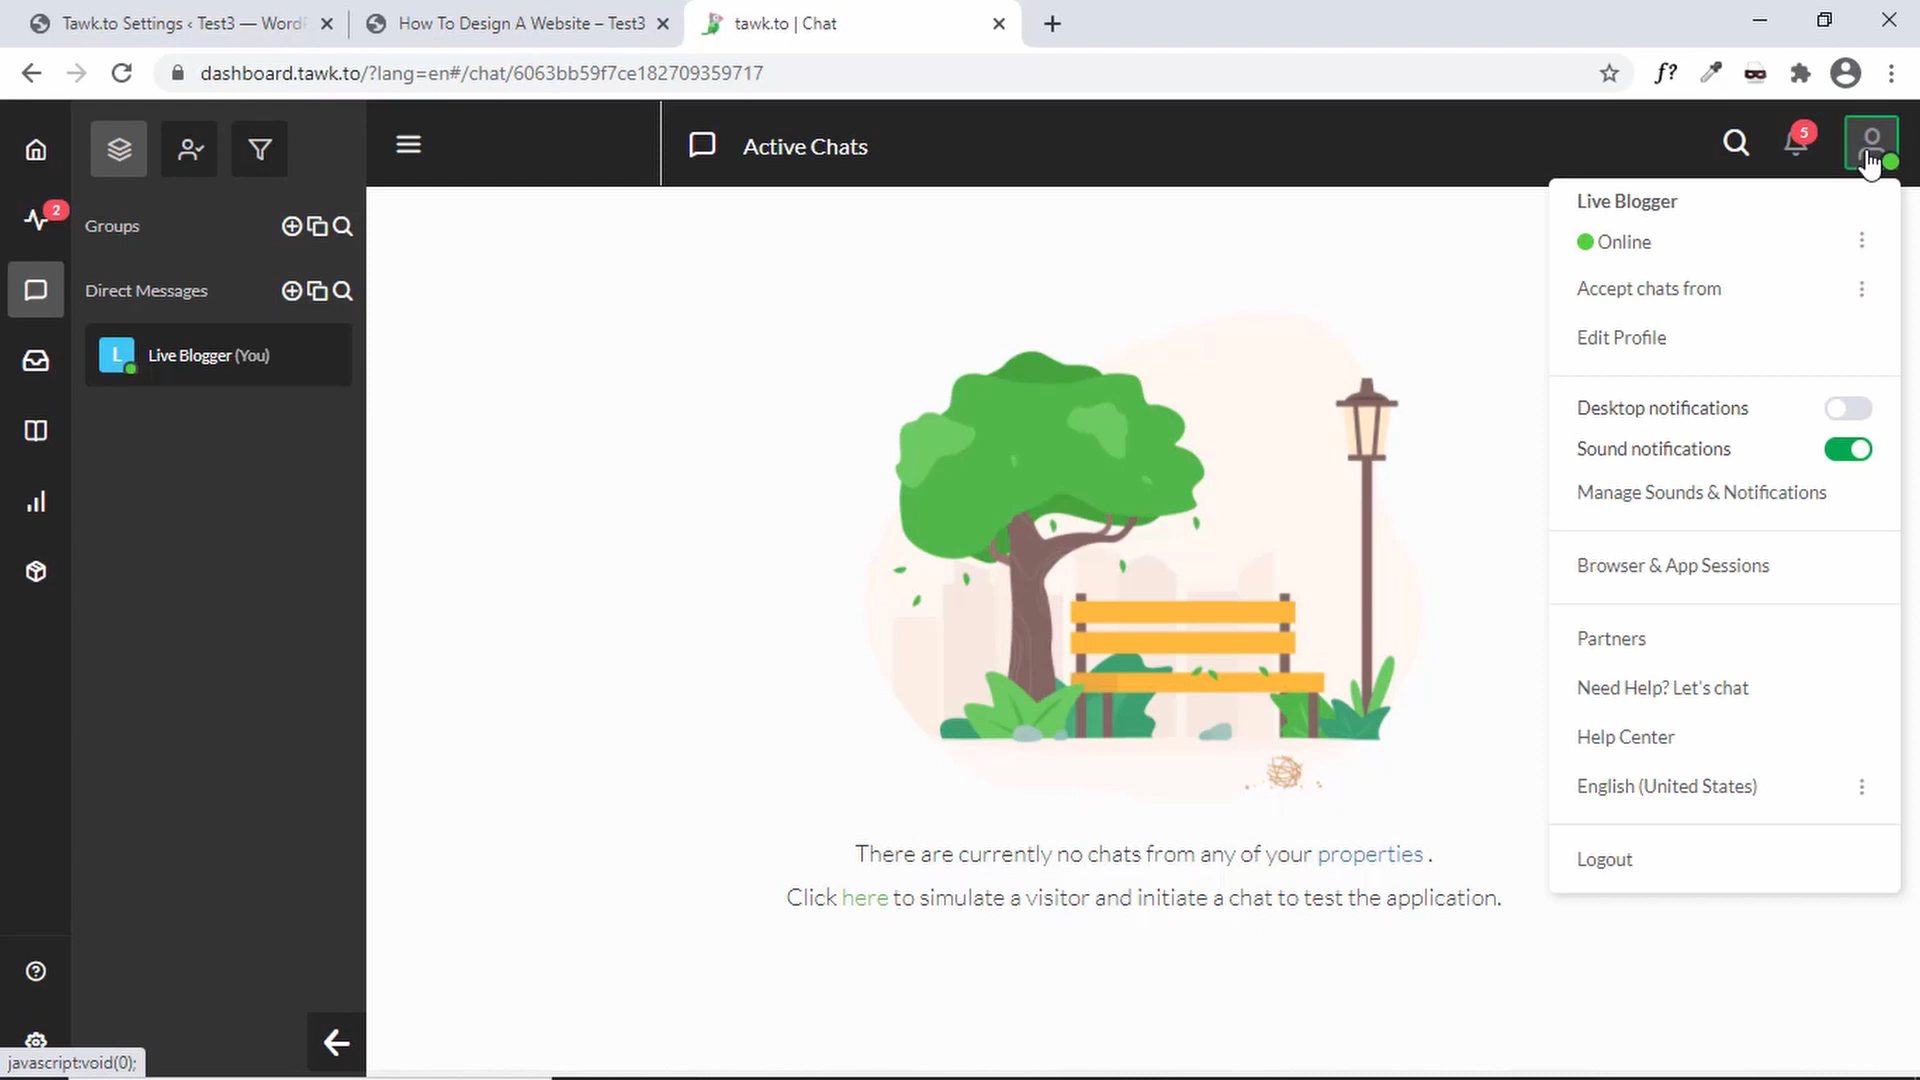 Tawk.to Settings ‹ Test3 — WordP
How To Design A Website – Test3
tawk.to | Chat
dashboard.tawk.to/?lang=en#/chat/6063bb59f7ce182709359717
f?
Active Chats
5
2
Groups
Direct Messages
L
Live Blogger (You)
Live Blogger
Online
Accept chats from
Edit Profile
Desktop notifications
Sound notifications
Manage Sounds & Notifications
Browser & App Sessions
Partners
Need Help? Let's chat
Help Center
English (United States)
Logout
There are currently no chats from any of your properties .
Click here to simulate a visitor and initiate a chat to test the application.
javascript:void(0);